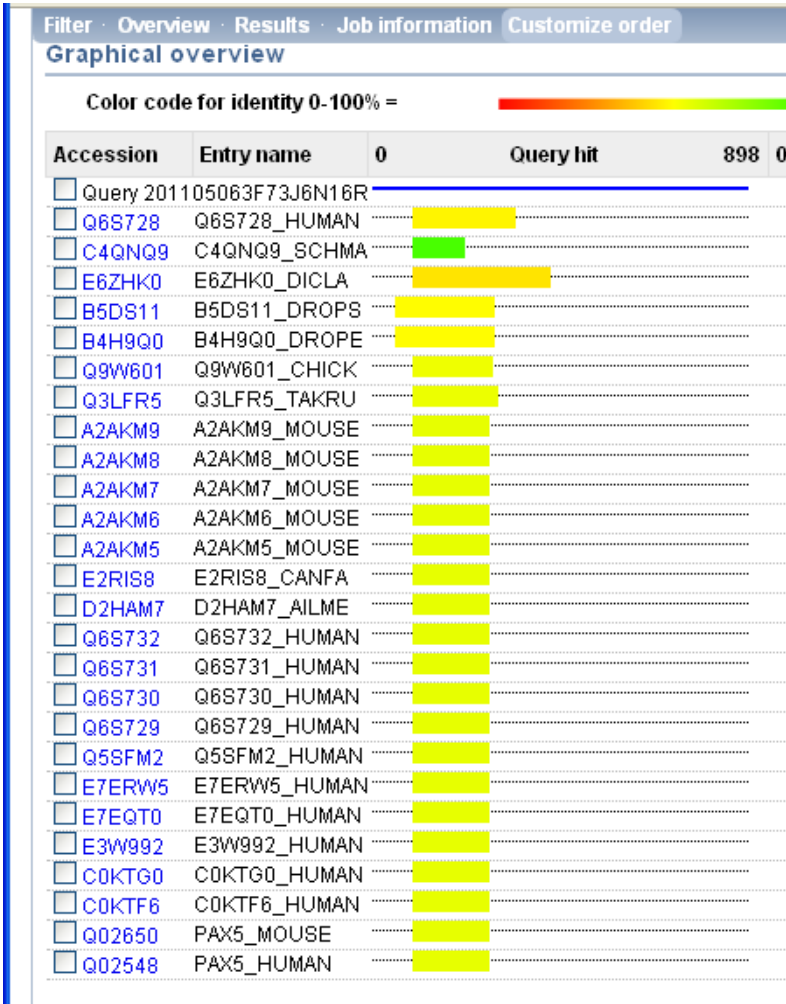 Filter · Overview · Results · Job information Customize order
Graphical overview
Color code for identity 0-100% =
Accession Entry name 0 Query hit 898 0
Query 201105063F73J6N16R
Q6S728 Q6S728_HUMAN
C4QNQ9 C4QNQ9_SCHMA
E6ZHK0 E6ZHK0_DICLA
B5DS11 B5DS11_DROPS
B4H9Q0 B4H9Q0_DROPE
Q9W601 Q9W601_CHICK
Q3LFR5 Q3LFR5_TAKRU
A2AKM9 A2AKM9_MOUSE
A2AKM8 A2AKM8_MOUSE
A2AKM7 A2AKM7_MOUSE
A2AKM6 A2AKM6_MOUSE
A2AKM5 A2AKM5_MOUSE
E2RIS8 E2RIS8_CANFA
D2HAM7 D2HAM7_AILME
Q6S732 Q6S732_HUMAN
Q6S731 Q6S731_HUMAN
Q6S730 Q6S730_HUMAN
Q6S729 Q6S729_HUMAN
Q5SFM2 Q5SFM2_HUMAN
E7ERW5 E7ERW5_HUMAN
E7EQT0 E7EQT0_HUMAN
E3W992 E3W992_HUMAN
C0KTG0 C0KTG0_HUMAN
C0KTF6 C0KTF6_HUMAN
Q02650 PAX5_MOUSE
Q02548 PAX5_HUMAN